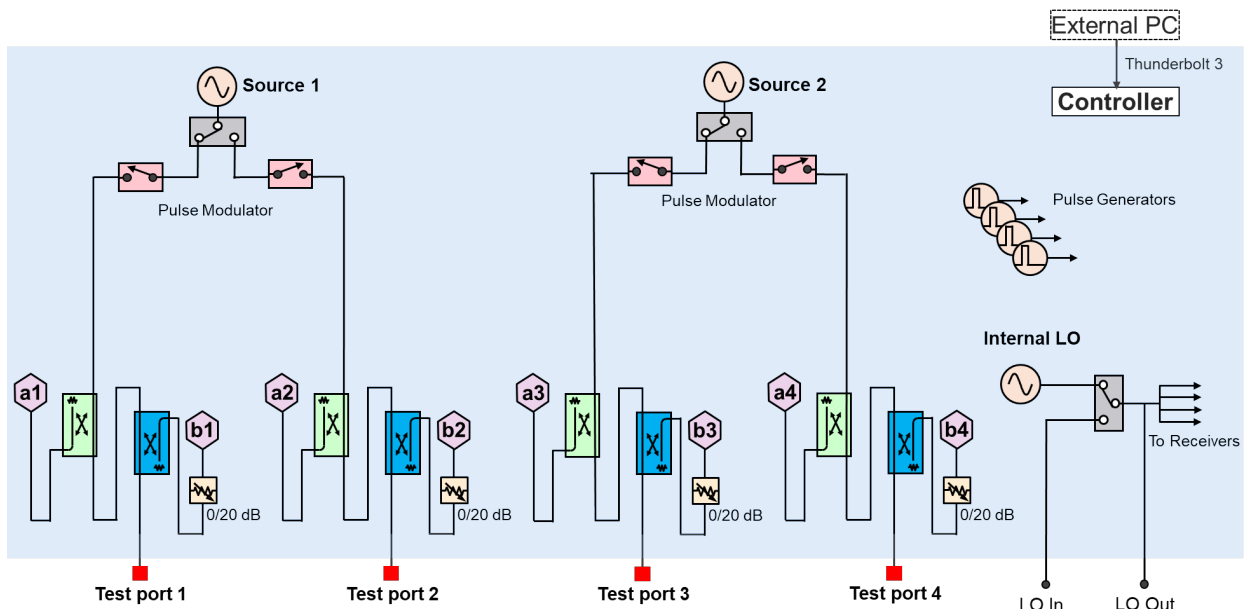 External PC
Thunderbolt 3
Controller
Source 1
Source 2
Pulse Modulator
Pulse Modulator
Pulse Generators
Internal LO
a1
b1
a2
b2
a3
b3
a4
b4
To Receivers
0/20 dB
0/20 dB
0/20 dB
0/20 dB
Test port 1
Test port 2
Test port 3
Test port 4
LO In
LO Out